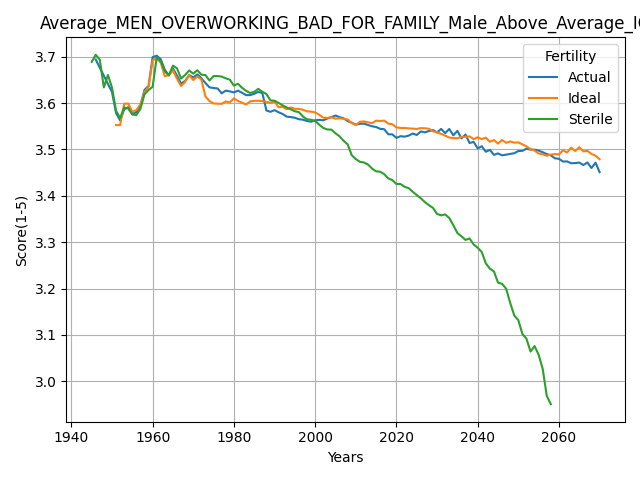 Average_MEN_OVERWORKING_BAD_FOR_FAMILY_Male_Above_Average_I
Fertility
Actual
Ideal
Sterile
Score(1-5)
3.7
3.6
3.5
3.4
3.3
3.2
3.1
3.0
1940 1960 1980 2000 2020 2040 2060
Years